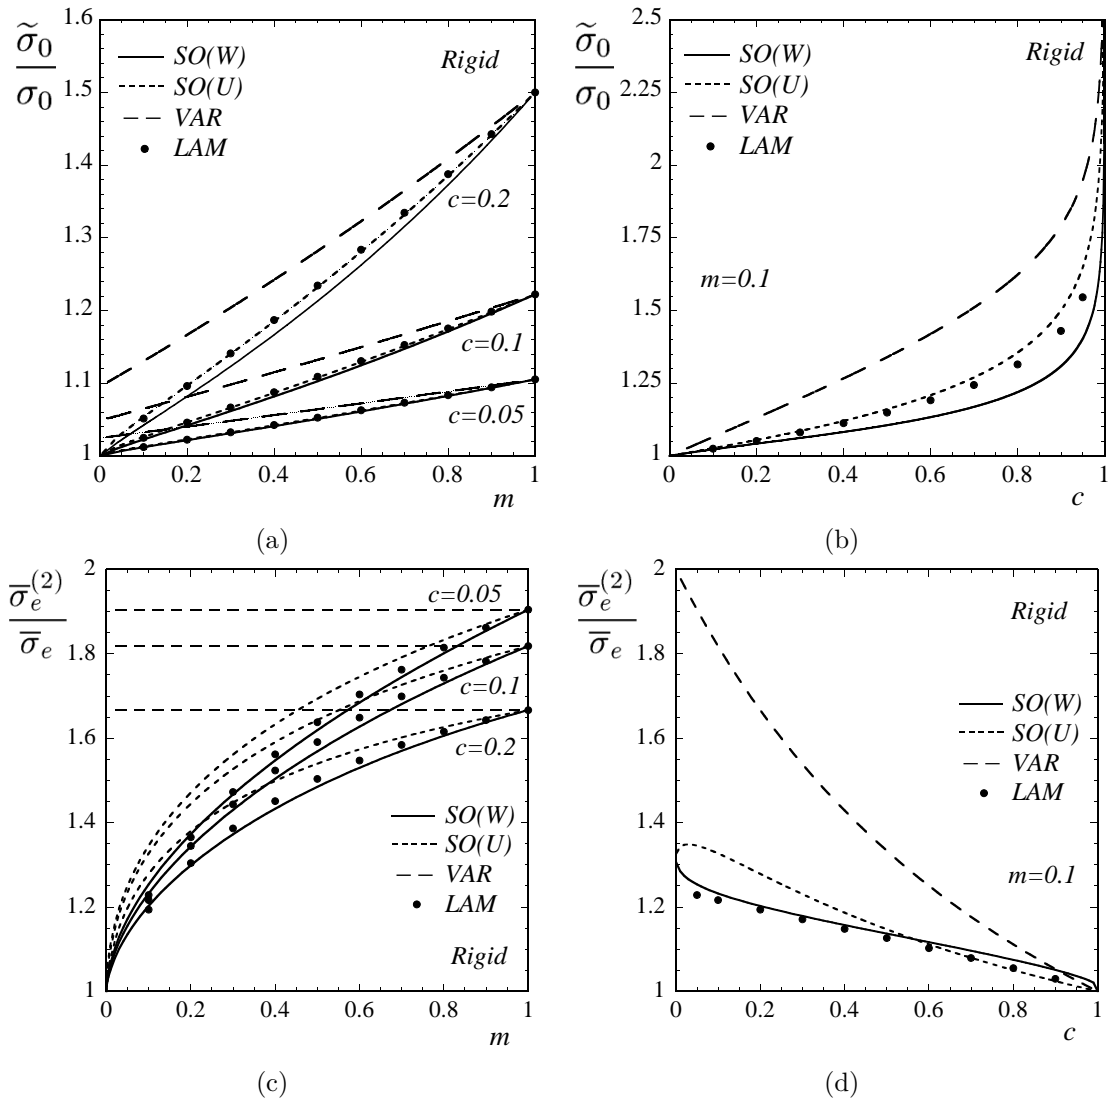 σ̃₀
σ₀
1.6
1.5
1.4
1.3
1.2
1.1
1
SO(W)
SO(U)
VAR
LAM
Rigid
c=0.2
c=0.1
c=0.05
0
0.2
0.4
0.6
0.8
1
m
(a)
σ̃₀
σ₀
2.5
2.25
2
1.75
1.5
1.25
1
SO(W)
SO(U)
VAR
LAM
Rigid
m=0.1
0
0.2
0.4
0.6
0.8
1
c
(b)
σ̅ₑ⁽²⁾
σ̅ₑ
2
1.8
1.6
1.4
1.2
1
c=0.05
c=0.1
c=0.2
SO(W)
SO(U)
VAR
LAM
Rigid
0
0.2
0.4
0.6
0.8
1
m
(c)
σ̅ₑ⁽²⁾
σ̅ₑ
2
1.8
1.6
1.4
1.2
1
Rigid
SO(W)
SO(U)
VAR
LAM
m=0.1
0
0.2
0.4
0.6
0.8
1
c
(d)